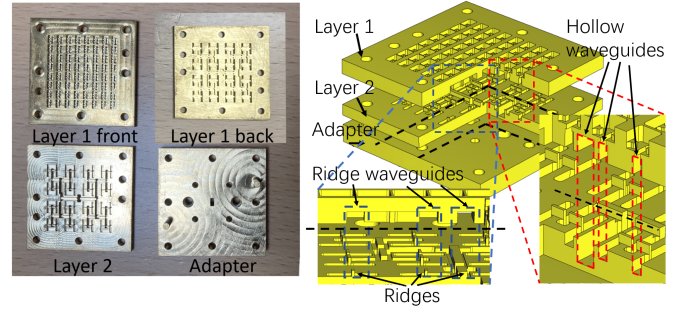 Layer 1 front
Layer 1 back
Layer 2
Adapter
Layer 1
Layer 2
Adapter
Hollow
waveguides
Ridge waveguides
Ridges